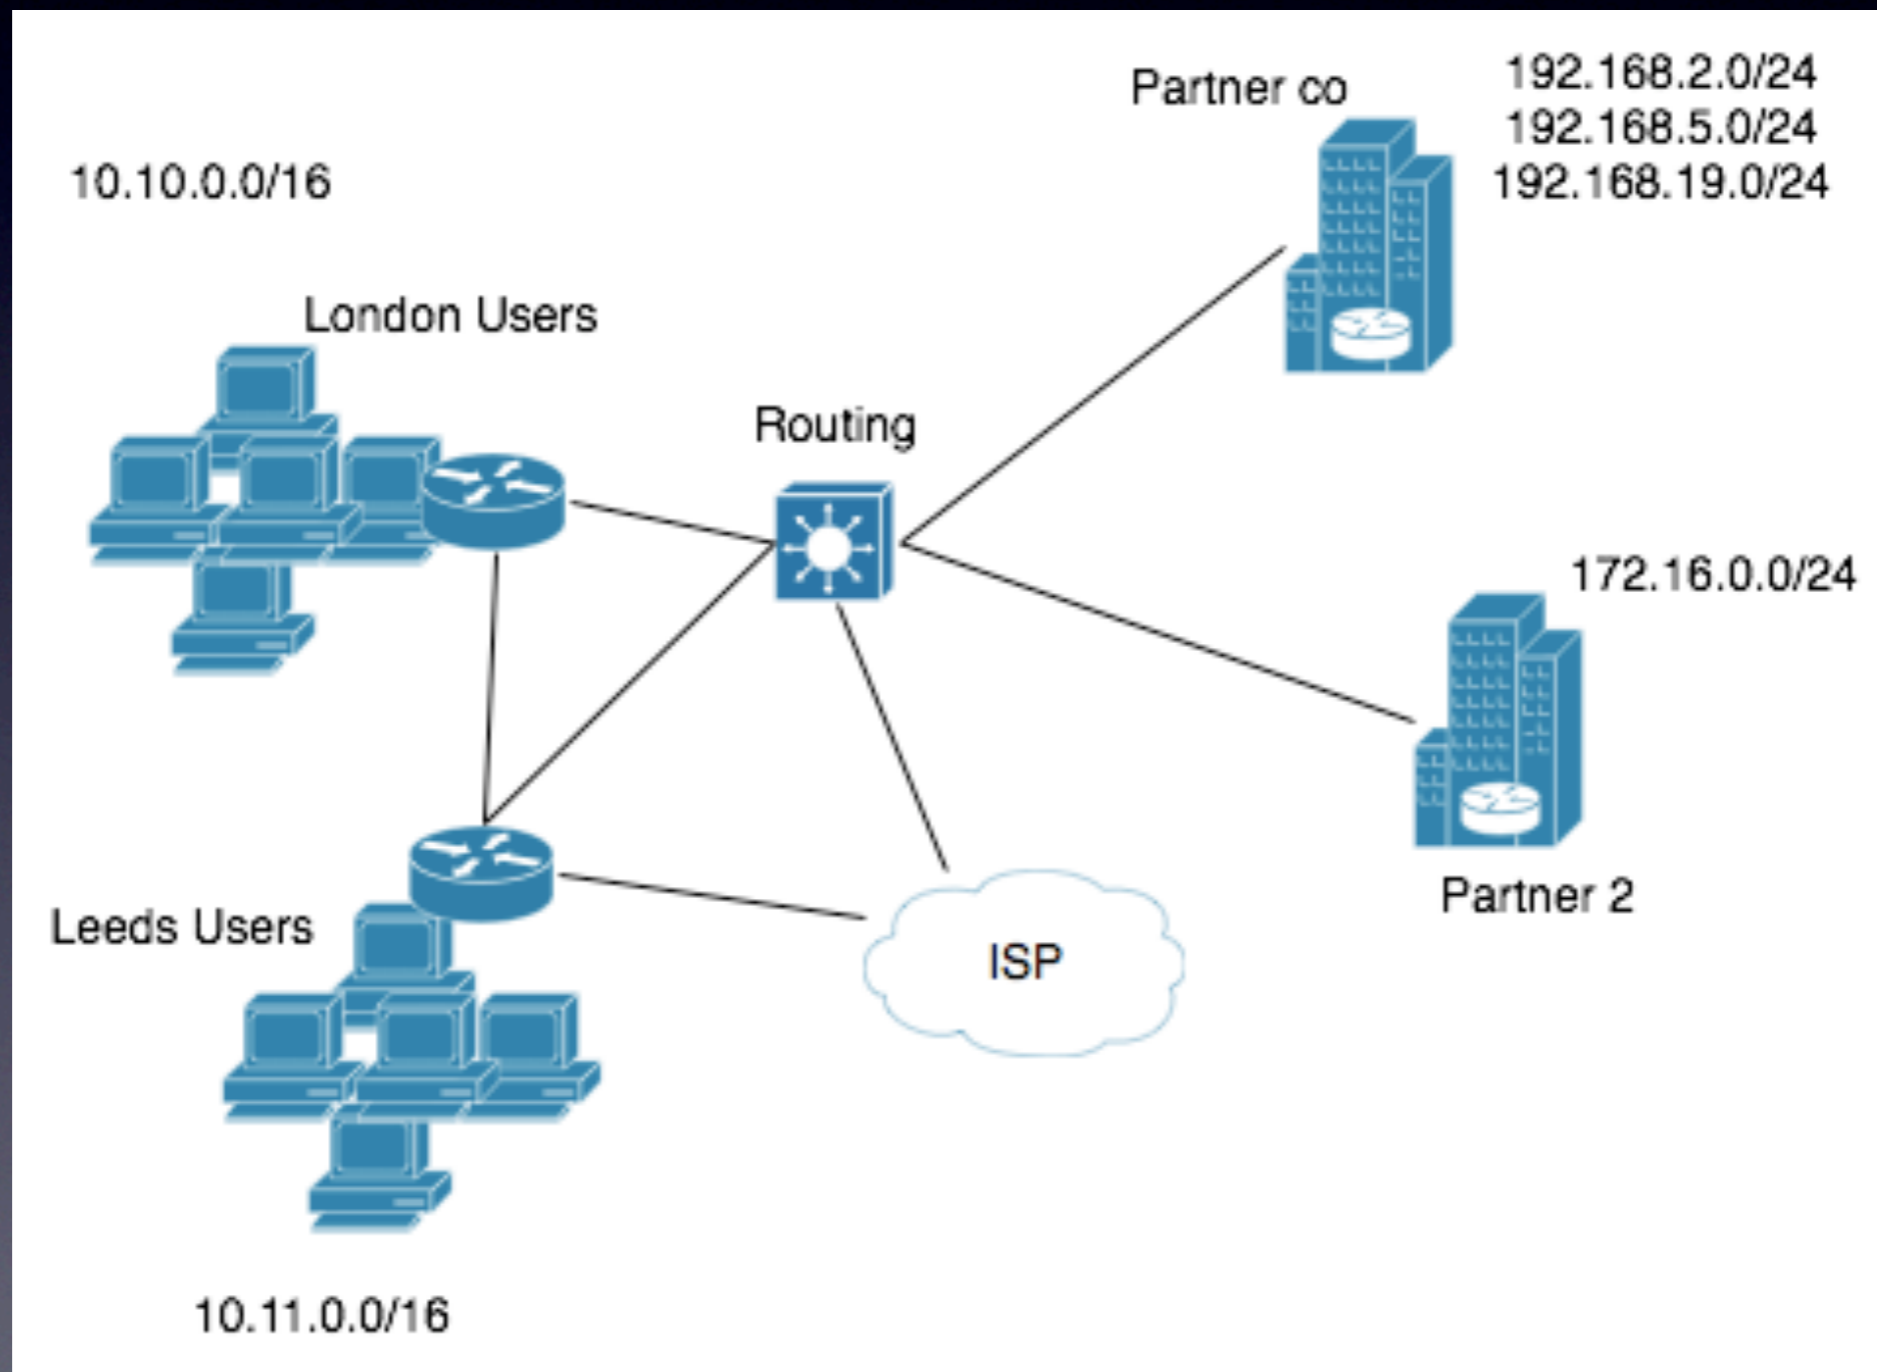 Partner co
192.168.2.0/24
192.168.5.0/24
192.168.19.0/24
10.10.0.0/16
London Users
Routing
172.16.0.0/24
Partner 2
Leeds Users
ISP
10.11.0.0/16